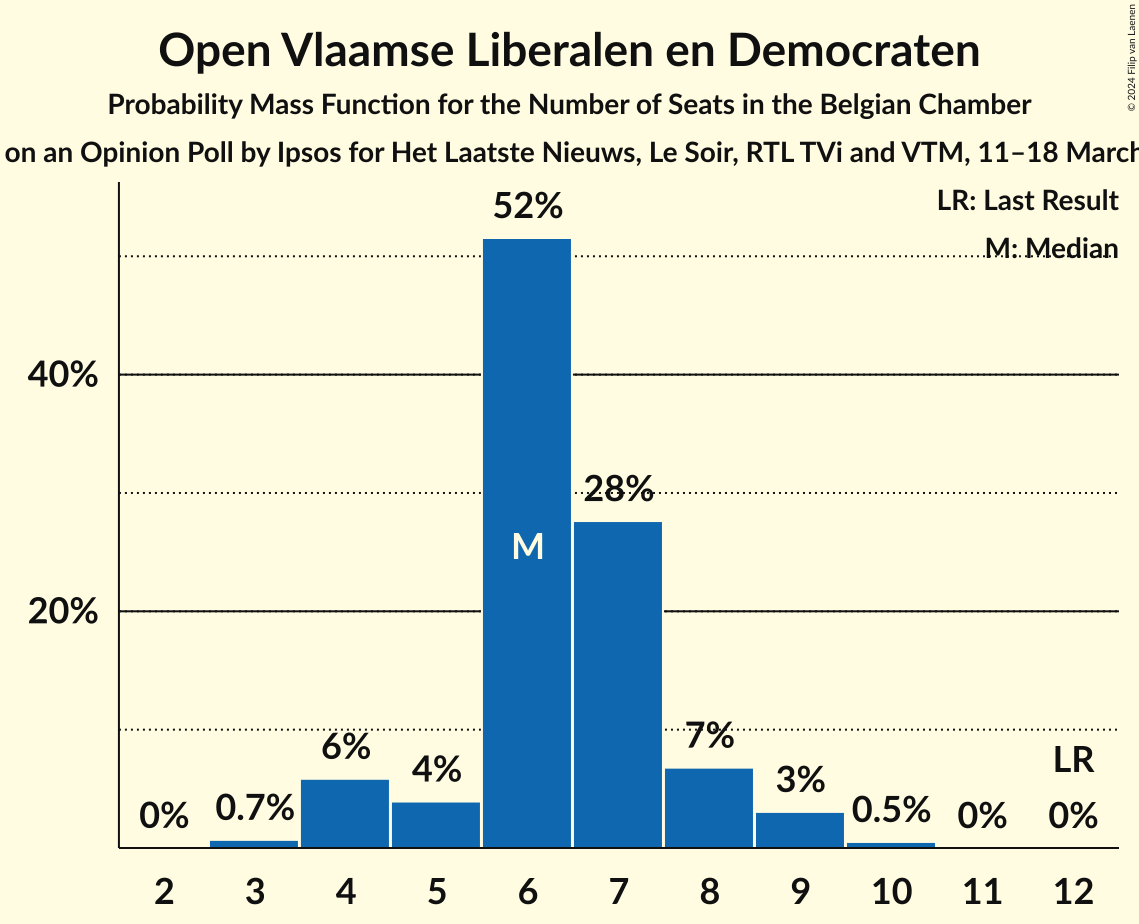 Open Vlaamse Liberalen en Democraten
Probability Mass Function for the Number of Seats in the Belgian Chamber
on an Opinion Poll by Ipsos for Het Laatste Nieuws, Le Soir, RTL TVi and VTM, 11–18 March
© 2024 Filip van Laenen
LR: Last Result
M: Median
52%
40%
28%
M
20%
6%
4%
7%
3%
LR
0%
0.7%
0.5%
0%
0%
2 3 4 5 6 7 8 9 10 11 12